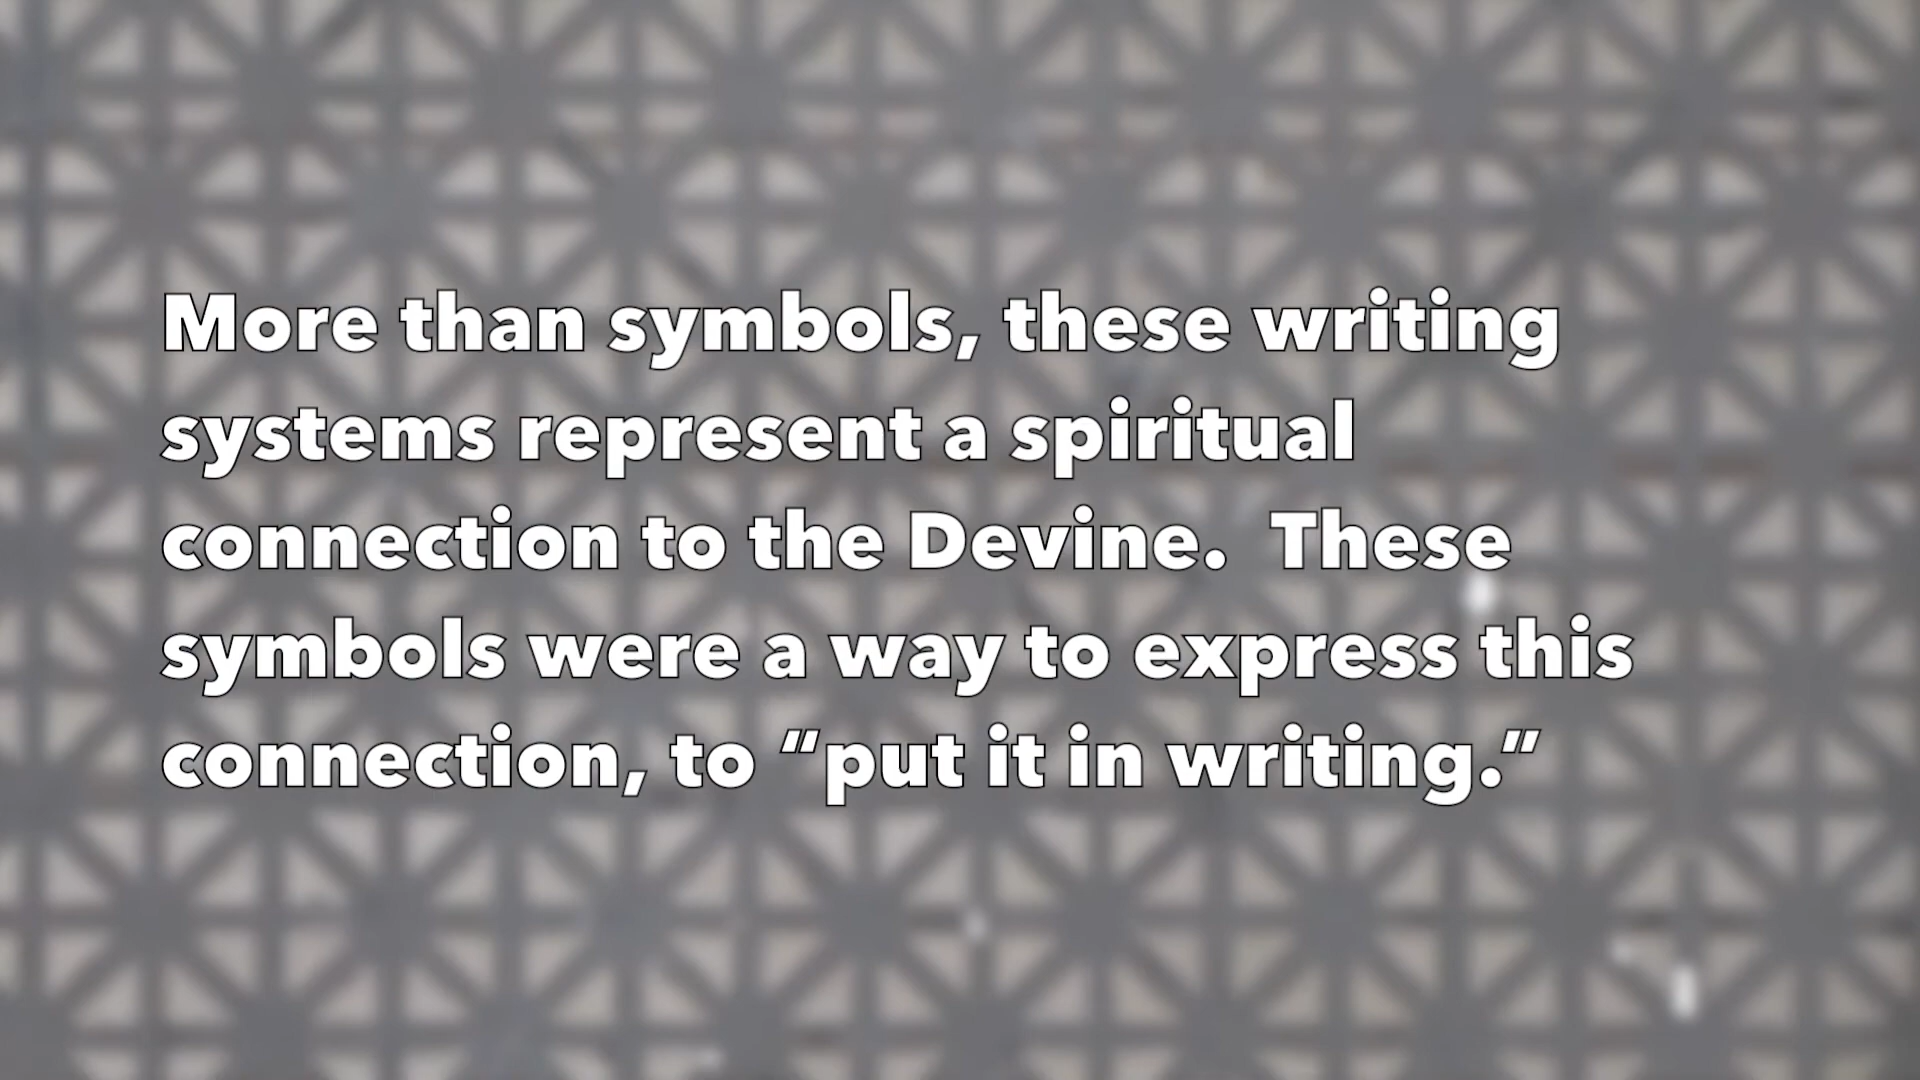 More than symbols, these writing
systems represent a spiritual
connection to the Devine.  These
symbols were a way to express this
connection, to “put it in writing.”